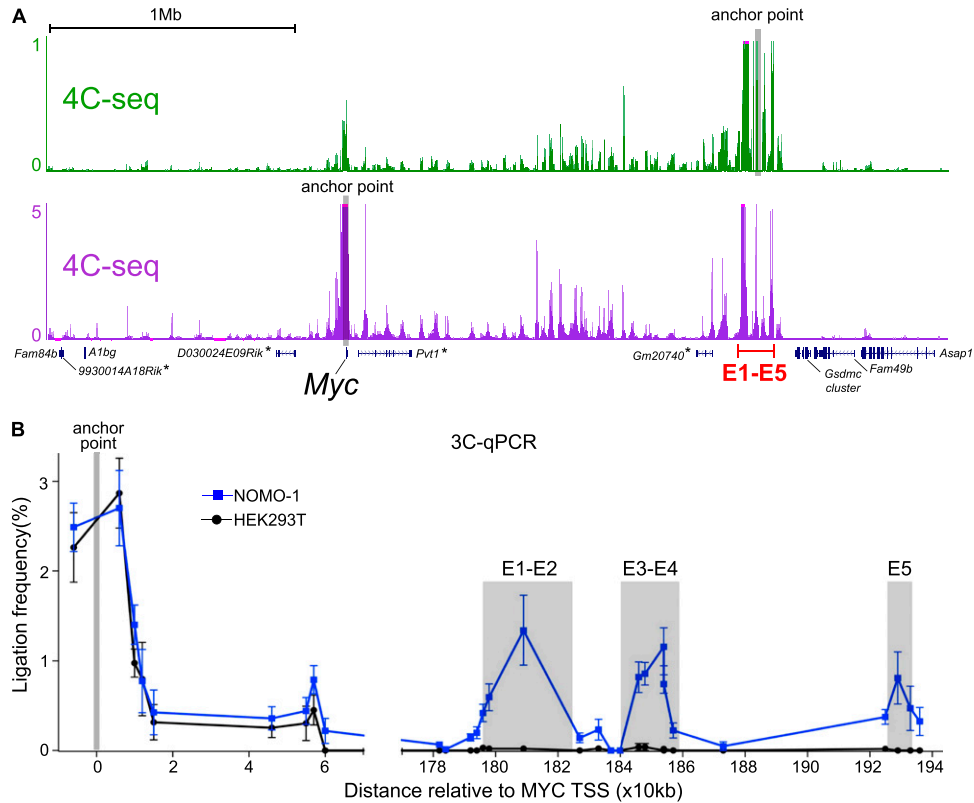 A
1Mb
anchor point
1
4C-seq
0
anchor point
5
4C-seq
0
Fam84b
A1bg
D030024E09Rik*
Pvt1*
Gm20740*
Asap1
9930014A18Rik*
Myc
E1-E5
Gsdmc
cluster
Fam49b
B
anchor
point
3C-qPCR
3
NOMO-1
HEK293T
2
E1-E2
E3-E4
E5
1
0
Ligation frequency(%)
0 2 4 6 178 180 182 184 186 188 190 192 194
Distance relative to MYC TSS (x10kb)